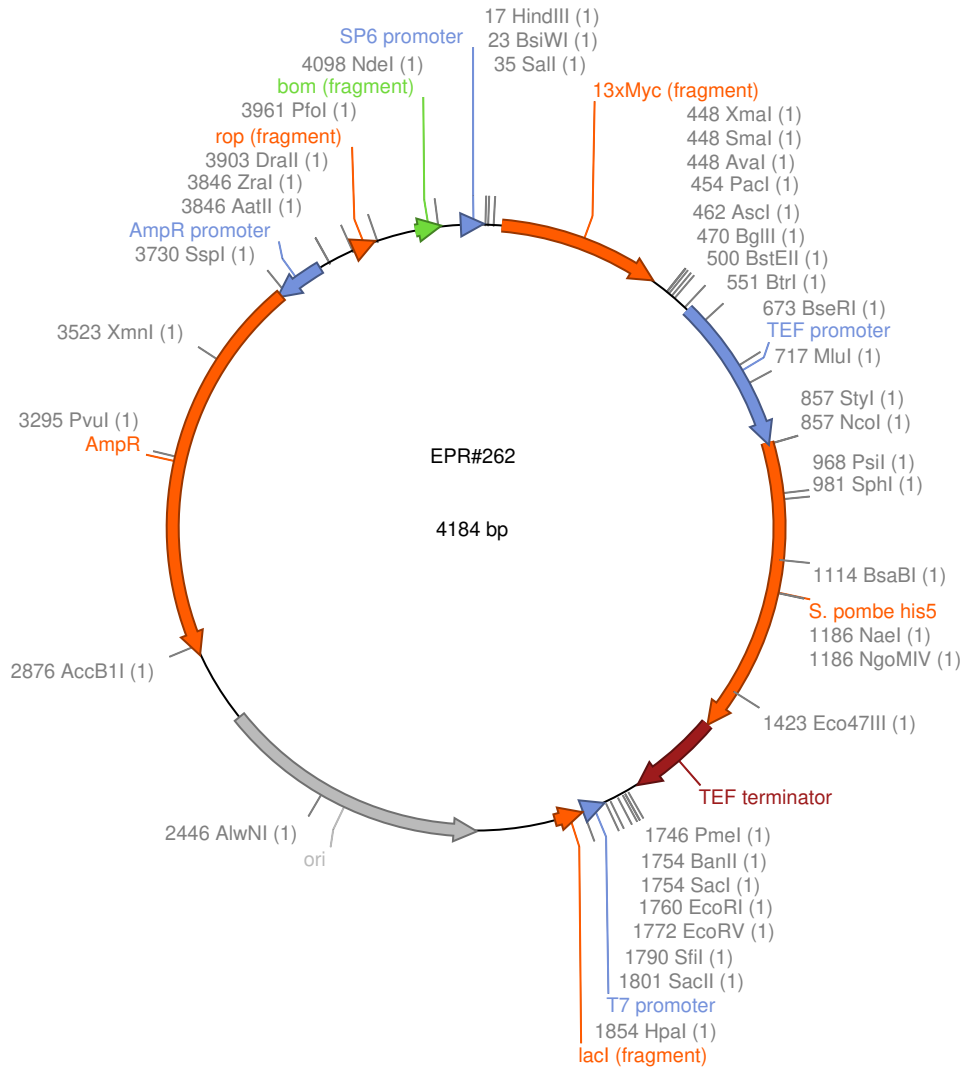 17 HindIII (1)
SP6 promoter
23 BsiWI (1)
4098 NdeI (1)
35 SalI (1)
bom (fragment)
13xMyc (fragment)
3961 PfoI (1)
448 XmaI (1)
rop (fragment)
448 SmaI (1)
3903 DraII (1)
448 AvaI (1)
3846 ZraI (1)
454 PacI (1)
3846 AatII (1)
462 AscI (1)
AmpR promoter
470 BglII (1)
3730 SspI (1)
500 BstEII (1)
551 BtrI (1)
673 BseRI (1)
3523 XmnI (1)
TEF promoter
717 MluI (1)
857 StyI (1)
3295 PvuI (1)
857 NcoI (1)
AmpR
EPR#262
968 PsiI (1)
981 SphI (1)
4184 bp
1114 BsaBI (1)
S. pombe his5
1186 NaeI (1)
1186 NgoMIV (1)
2876 AccB1I (1)
1423 Eco47III (1)
TEF terminator
2446 AlwNI (1)
1746 PmeI (1)
ori
1754 BanII (1)
1754 SacI (1)
1760 EcoRI (1)
1772 EcoRV (1)
1790 SfiI (1)
1801 SacII (1)
T7 promoter
1854 HpaI (1)
lacI (fragment)